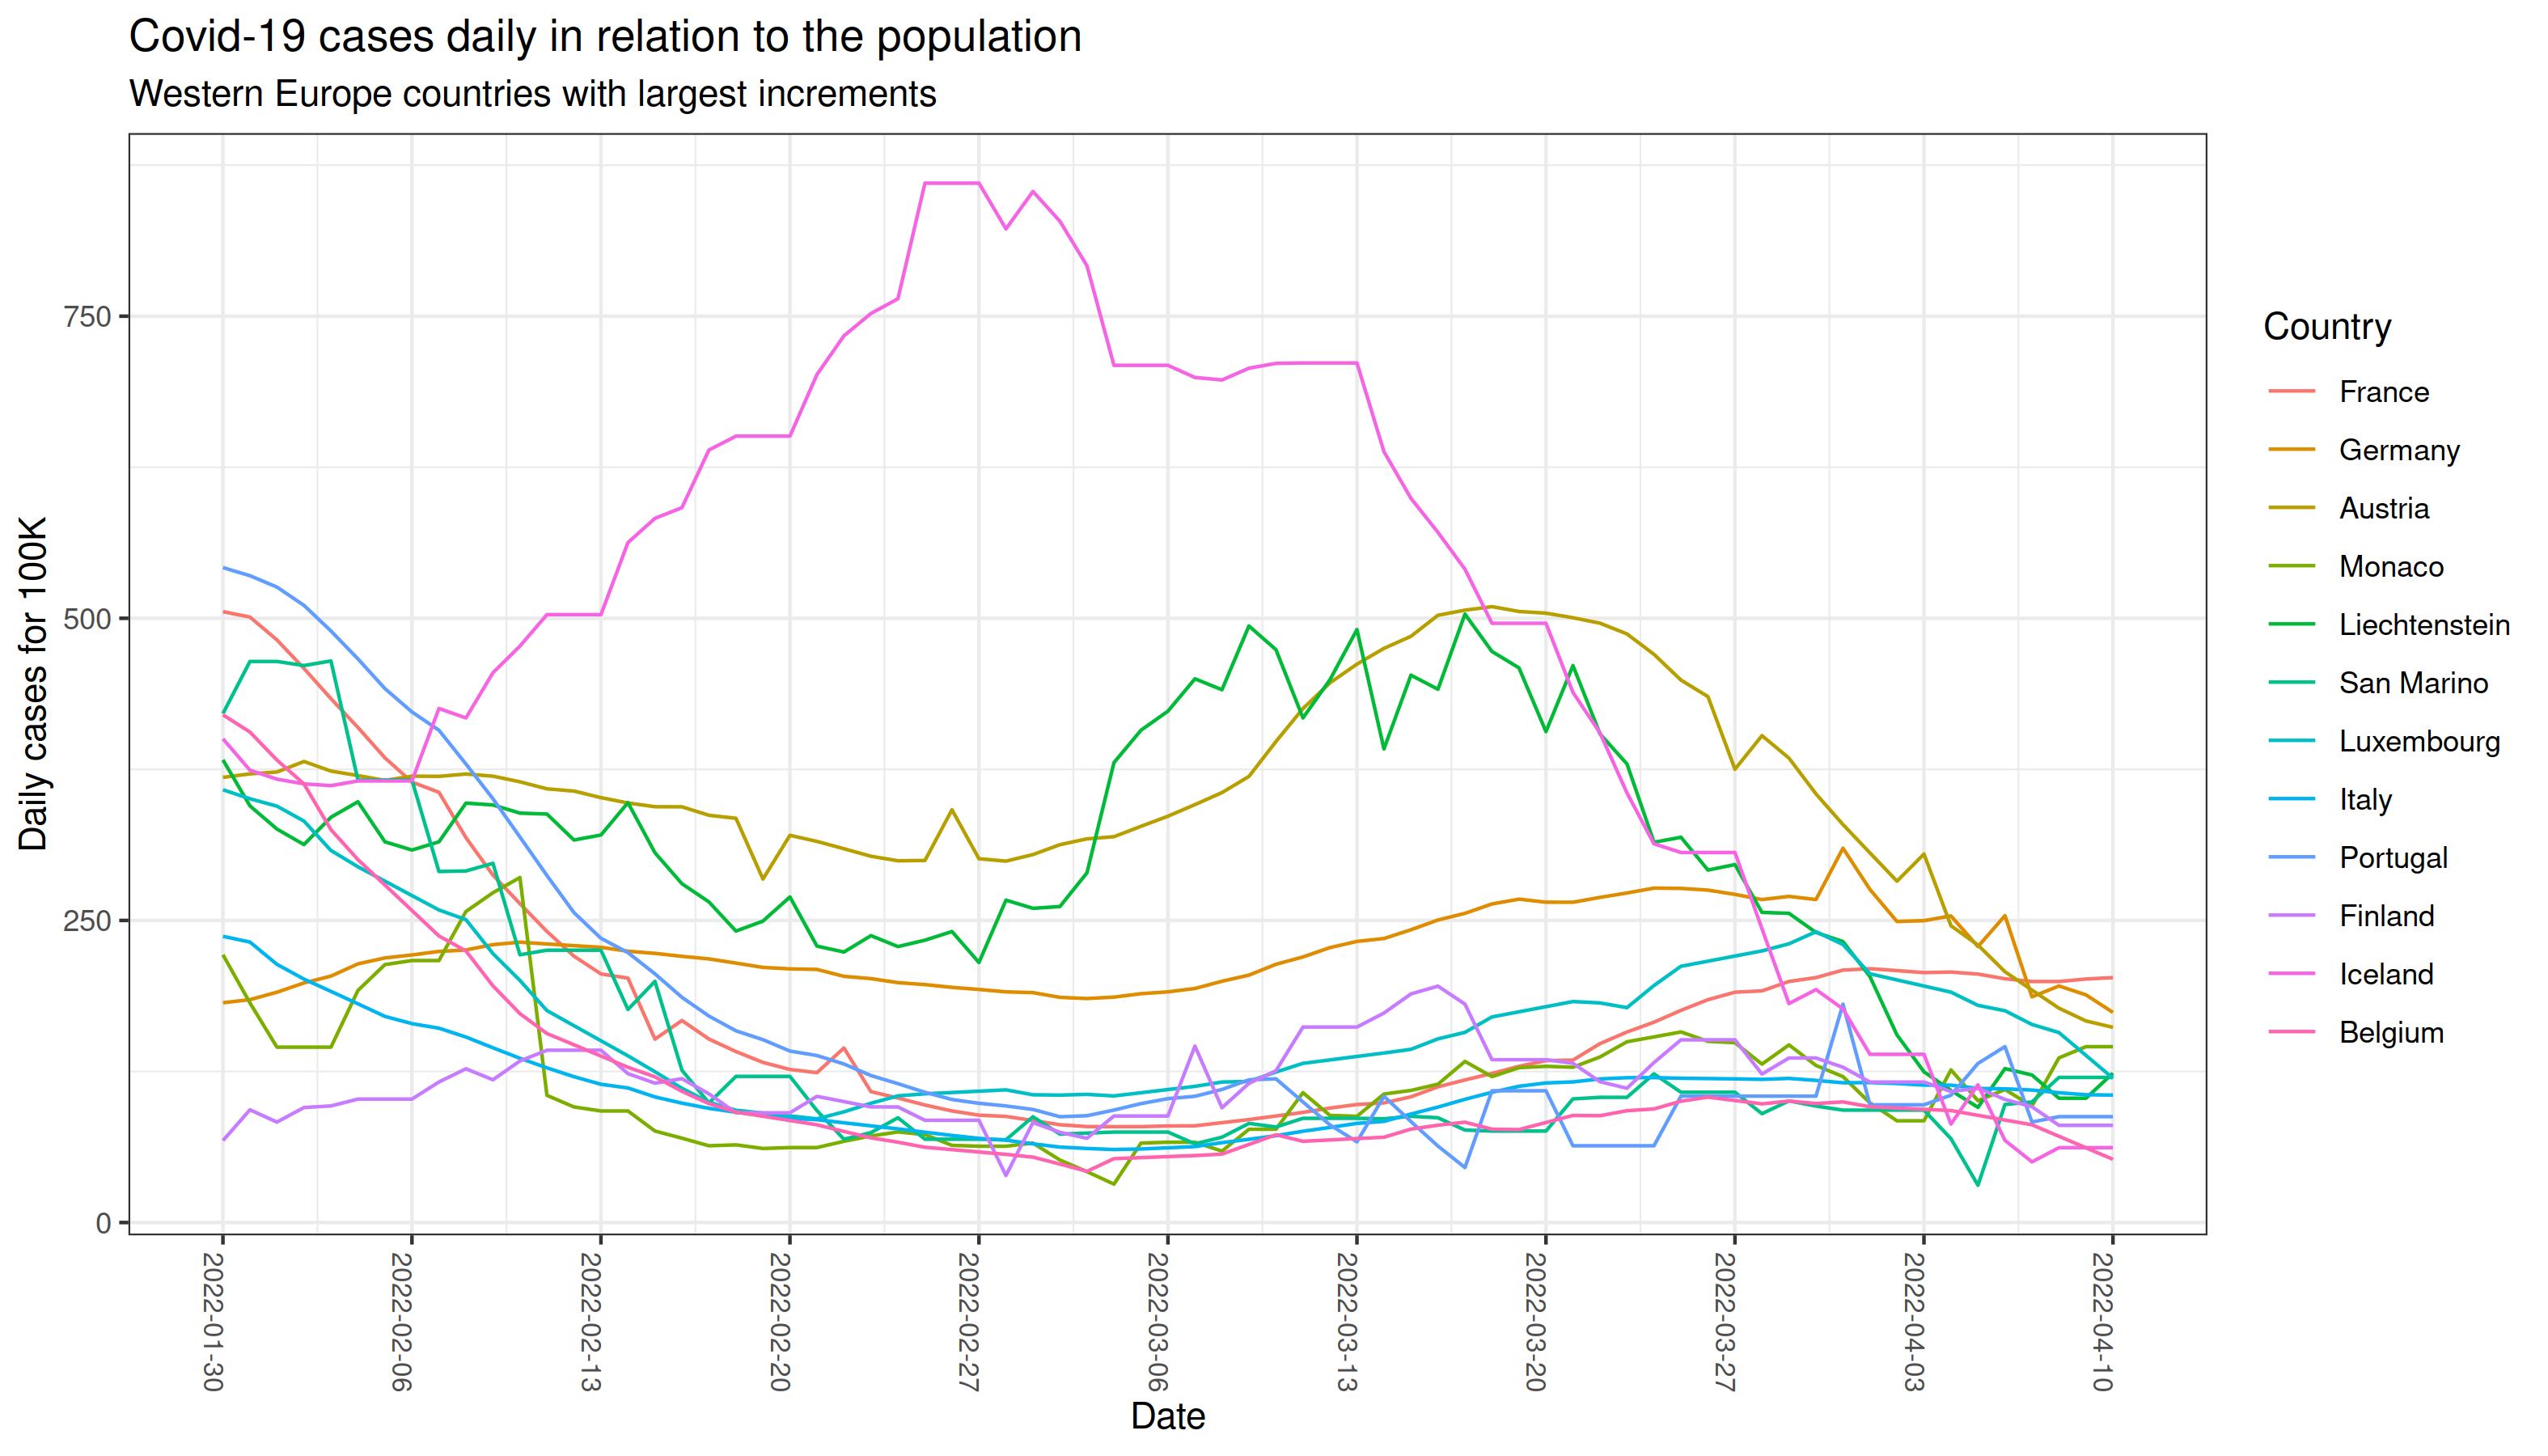 Covid-19 cases daily in relation to the population
Western Europe countries with largest increments
Daily cases for 100K
750
500
250
0
2022-01-30
2022-02-06
2022-02-13
2022-02-20
2022-02-27
2022-03-06
2022-03-13
2022-03-20
2022-03-27
2022-04-03
2022-04-10
Date
Country
France
Germany
Austria
Monaco
Liechtenstein
San Marino
Luxembourg
Italy
Portugal
Finland
Iceland
Belgium